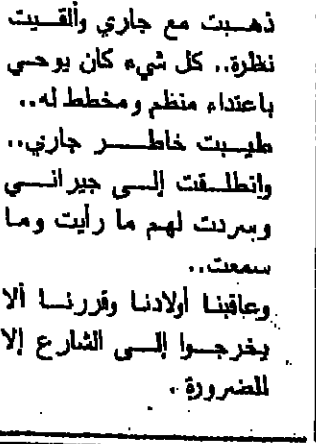 ذهبت مع جاري وألقيت
نظرة.. كل شيء كان يوحي
باعتداء منظم ومخطط له..
طيبت خاطر جاري..
وانطلقت إلى جيراني
وسردت لهم ما رأيت وما
سمعت..
وعاقبنا أولادنا وقررنا ألا
يخرجوا إلى الشارع إلا
للضرورة.